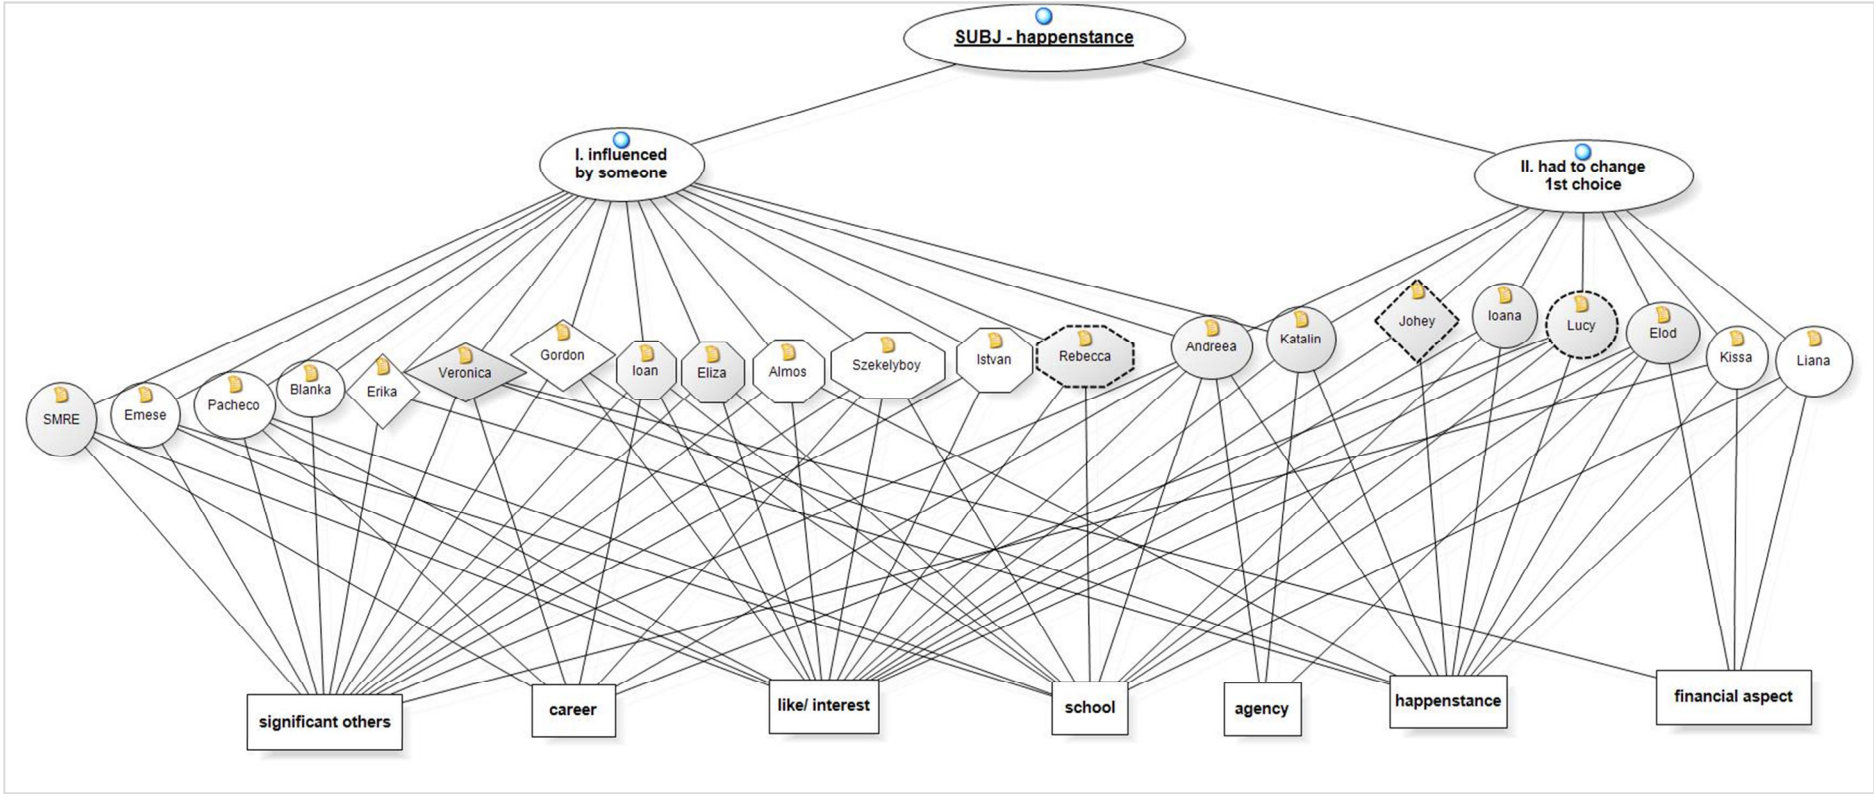 SUBJ - happenstance
I. influenced
by someone
II. had to change
1st choice
SMRE
Emese
Pacheco
Blanka
Erika
Veronica
Gordon
Ioan
Eliza
Almos
Szekelyboy
Istvan
Rebecca
Andreea
Katalin
Johey
Ioana
Lucy
Elod
Kissa
Liana
significant others
career
like/ interest
school
agency
happenstance
financial aspect